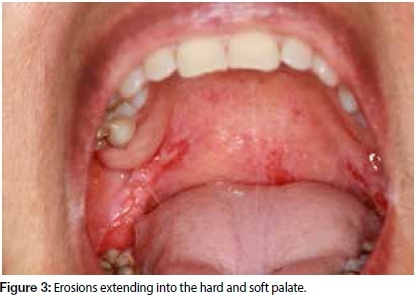 Figure 3: Erosions extending into the hard and soft palate.